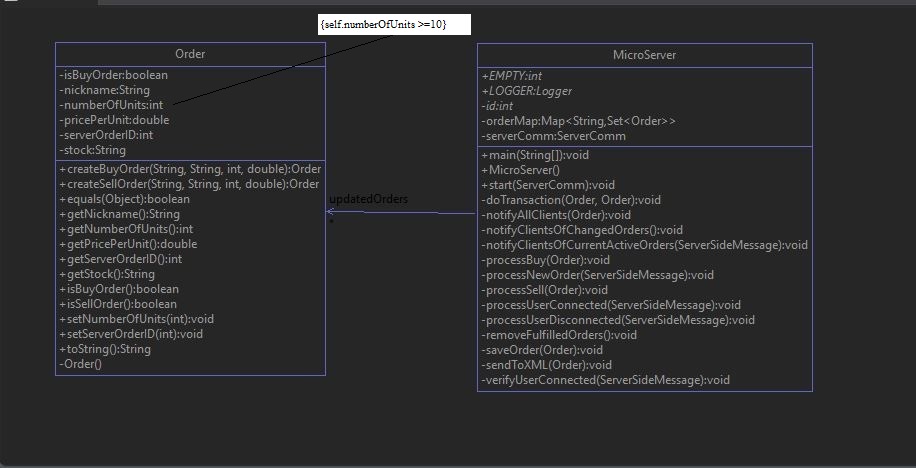 {self.numberOfUnits >=10}
Order
-isBuyOrder:boolean
-nickname:String
-numberOfUnits:int
-pricePerUnit:double
-serverOrderID:int
-stock:String
+createBuyOrder(String, String, int, double):Order
+createSellOrder(String, String, int, double):Order
+equals(Object):boolean
+getNickname():String
+getNumberOfUnits():int
+getPricePerUnit():double
+getServerOrderID():int
+getStock():String
+isBuyOrder():boolean
+isSellOrder():boolean
+setNumberOfUnits(int):void
+setServerOrderID(int):void
+toString():String
-Order()
updatedOrders
*
MicroServer
+EMPTY:int
+LOGGER:Logger
-id:int
-orderMap:Map<String,Set<Order>>
-serverComm:ServerComm
+main(String[]):void
+MicroServer()
+start(ServerComm):void
-doTransaction(Order, Order):void
-notifyAllClients(Order):void
-notifyClientsOfChangedOrders():void
-notifyClientsOfCurrentActiveOrders(ServerSideMessage):void
-processBuy(Order):void
-processNewOrder(ServerSideMessage):void
-processSell(Order):void
-processUserConnected(ServerSideMessage):void
-processUserDisconnected(ServerSideMessage):void
-removeFulfilledOrders():void
-saveOrder(Order):void
-sendToXML(Order):void
-verifyUserConnected(ServerSideMessage):void